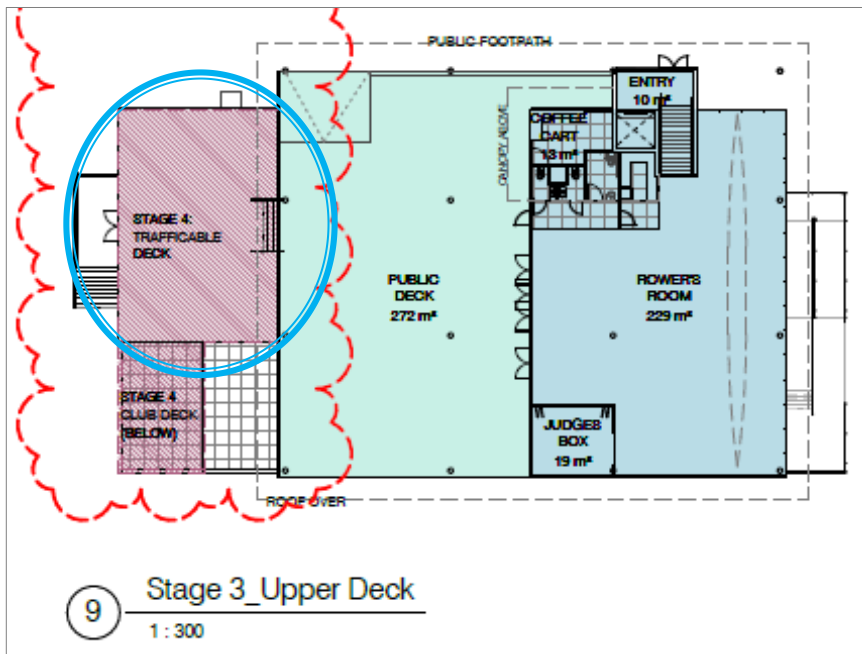 PUBLIC FOOTPATH
ENTRY
10 m²
COFFEE
CART
13 m²
CANOPY ABOVE
STAGE 4:
TRAFFICABLE
DECK
PUBLIC
DECK
272 m²
ROWER'S
ROOM
229 m²
STAGE 4
CLUB DECK
(BELOW)
JUDGES
BOX
19 m²
ROOF OVER
9
Stage 3_Upper Deck
1 : 300